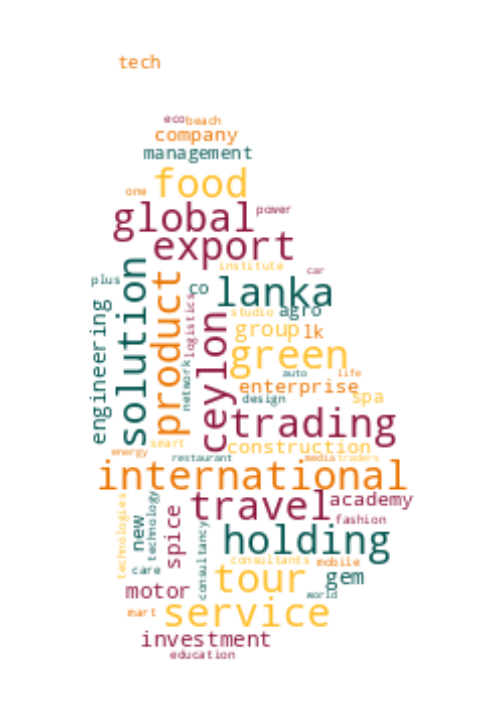 tech
eco
beach
company
management
food
one
global
power
export
institute
car
plus
solution
product
co
lanka
logistics
studio
agro
engineering
ceylon
group
lk
green
network
auto
life
enterprise
design
spa
trading
smart
construction
energy
restaurant
media
traders
international
travel
academy
technologies
new
technology
spice
fashion
consultancy
holding
consultants
mobile
care
tour
gem
motor
world
mart
service
investment
education